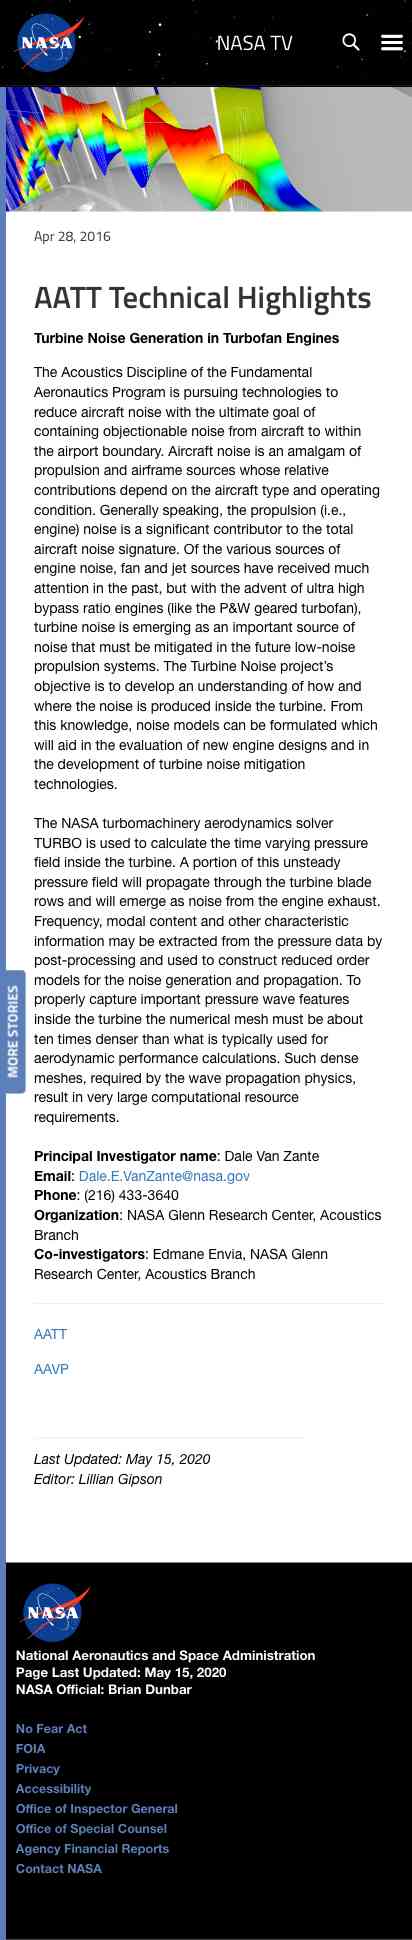 NASA
NASA TV
Apr 28, 2016
AATT Technical Highlights
Turbine Noise Generation in Turbofan Engines
The Acoustics Discipline of the Fundamental
Aeronautics Program is pursuing technologies to
reduce aircraft noise with the ultimate goal of
containing objectionable noise from aircraft to within
the airport boundary. Aircraft noise is an amalgam of
propulsion and airframe sources whose relative
contributions depend on the aircraft type and operating
condition. Generally speaking, the propulsion (i.e.,
engine) noise is a significant contributor to the total
aircraft noise signature. Of the various sources of
engine noise, fan and jet sources have received much
attention in the past, but with the advent of ultra high
bypass ratio engines (like the P&W geared turbofan),
turbine noise is emerging as an important source of
noise that must be mitigated in the future low-noise
propulsion systems. The Turbine Noise project's
objective is to develop an understanding of how and
where the noise is produced inside the turbine. From
this knowledge, noise models can be formulated which
will aid in the evaluation of new engine designs and in
the development of turbine noise mitigation
technologies.
The NASA turbomachinery aerodynamics solver
TURBO is used to calculate the time varying pressure
field inside the turbine. A portion of this unsteady
pressure field will propagate through the turbine blade
rows and will emerge as noise from the engine exhaust.
Frequency, modal content and other characteristic
information may be extracted from the pressure data by
post-processing and used to construct reduced order
models for the noise generation and propagation. To
properly capture important pressure wave features
inside the turbine the numerical mesh must be about
ten times denser than what is typically used for
aerodynamic performance calculations. Such dense
meshes, required by the wave propagation physics,
result in very large computational resource
requirements.
MORE STORIES
Principal Investigator name: Dale Van Zante
Email: Dale.E.VanZante@nasa.gov
Phone: (216) 433-3640
Organization: NASA Glenn Research Center, Acoustics
Branch
Co-investigators: Edmane Envia, NASA Glenn
Research Center, Acoustics Branch
AATT
AAVP
Last Updated: May 15, 2020
Editor: Lillian Gipson
NASA
National Aeronautics and Space Administration
Page Last Updated: May 15, 2020
NASA Official: Brian Dunbar
No Fear Act
FOIA
Privacy
Accessibility
Office of Inspector General
Office of Special Counsel
Agency Financial Reports
Contact NASA